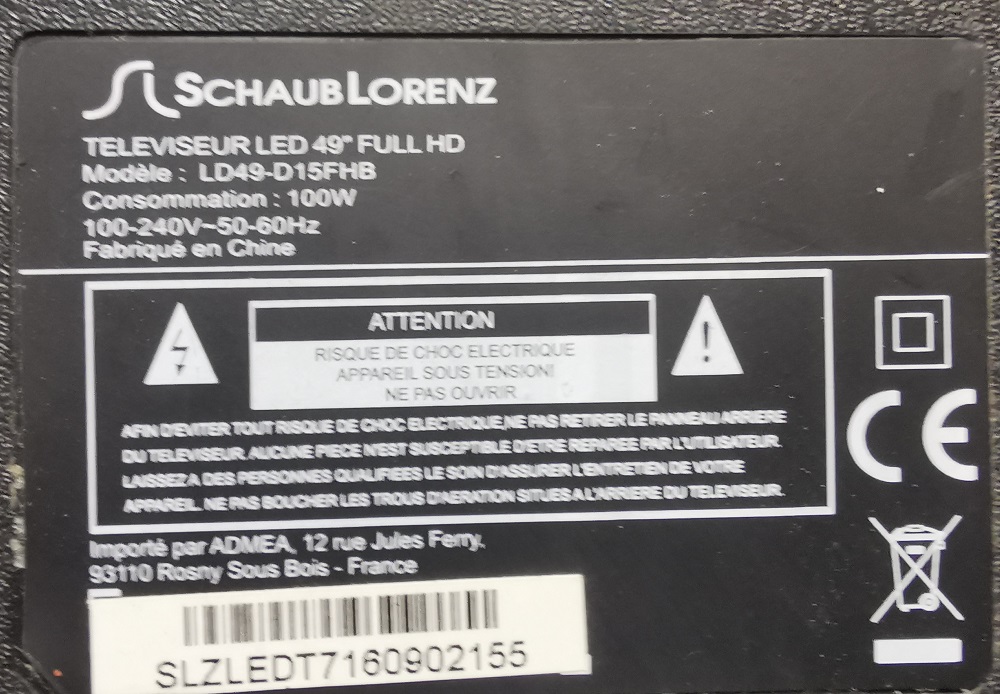 SCHAUB LORENZ
TELEVISEUR LED 49" FULL HD
Modèle : LD49-D15FHB
Consommation : 100W
100-240V~50-60Hz
Fabriqué en Chine
ATTENTION
RISQUE DE CHOC ELECTRIQUE
APPAREIL SOUS TENSION!
NE PAS OUVRIR
AFIN D'EVITER TOUT RISQUE DE CHOC ELECTRIQUE,NE PAS RETIRER LE PANNEAU ARRIERE
DU TELEVISEUR. AUCUNE PIECE N'EST SUSCEPTIBLE D'ETRE REPAREE PAR L'UTILISATEUR.
LAISSEZ A DES PERSONNES QUALIFIEES LE SOIN D'ASSURER L'ENTRETIEN DE VOTRE
APPAREIL. NE PAS BOUCHER LES TROUS D'AERATION SITUES A L'ARRIERE DU TELEVISEUR.
CE
Importé par ADMEA, 12 rue Jules Ferry,
93110 Rosny Sous Bois - France
SLZLEDT7160902155